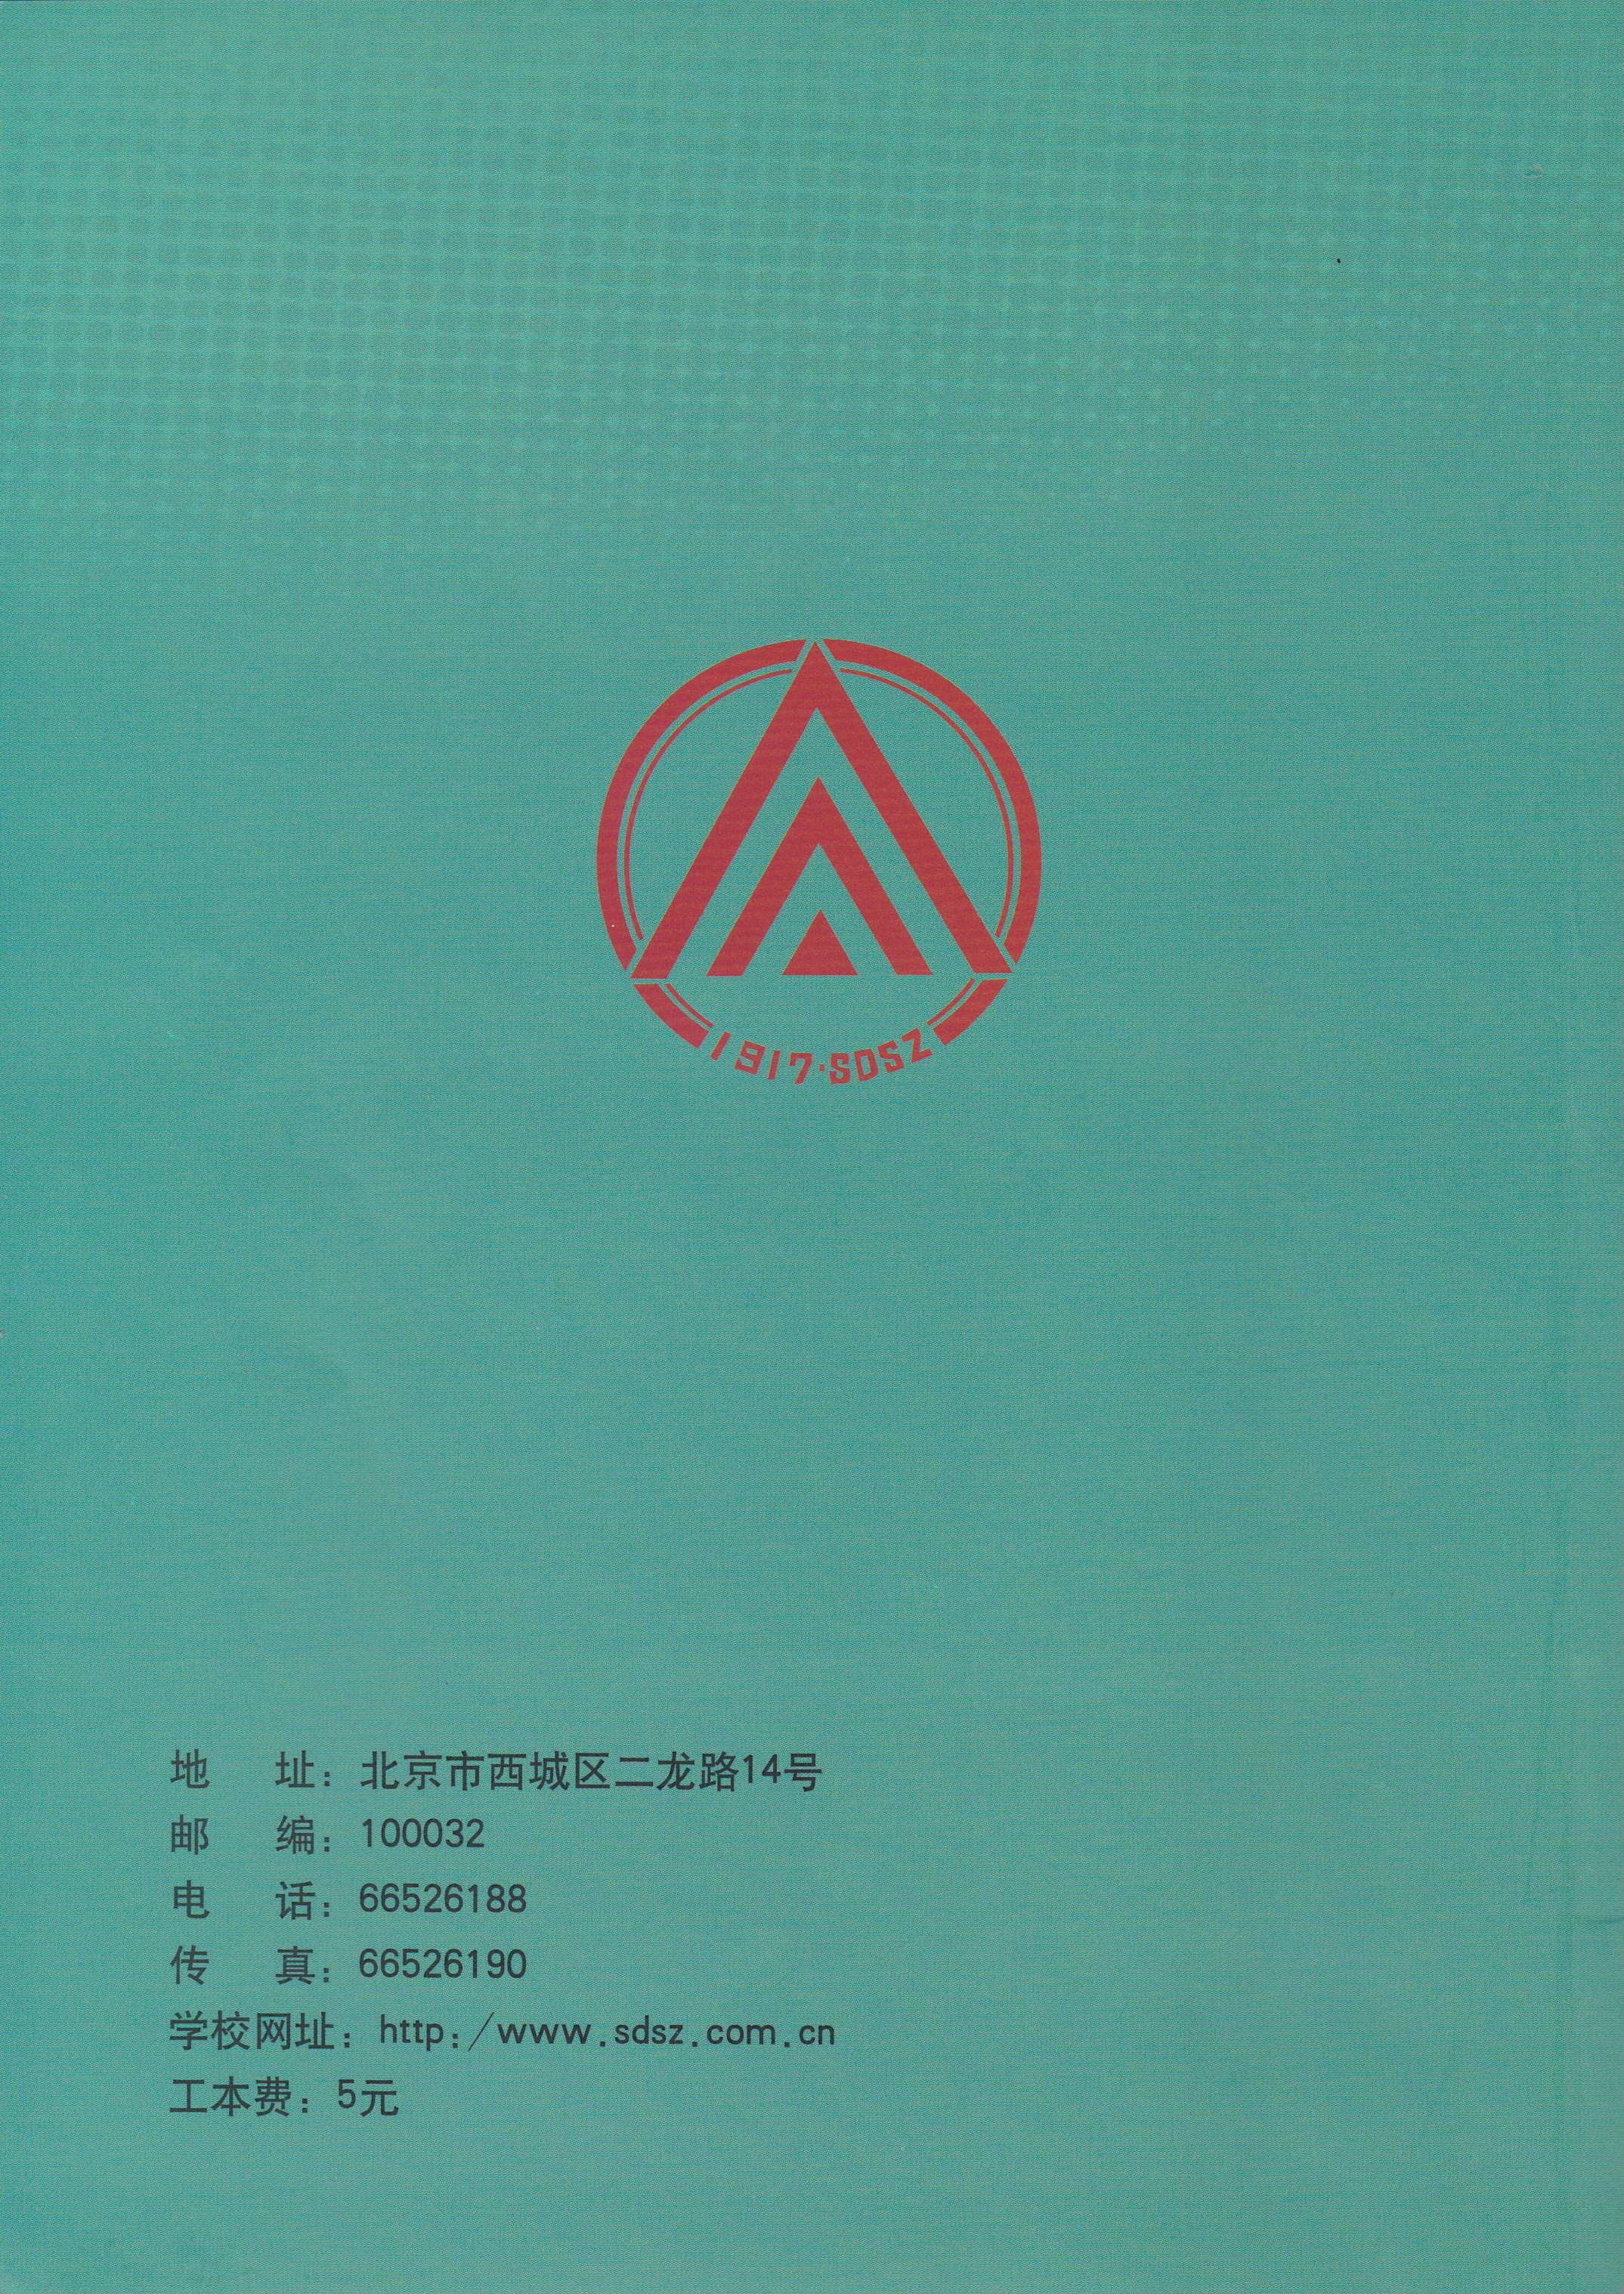 1917·SDSZ
地　址：北京市西城区二龙路14号
邮　编：100032
电　话：66526188
传　真：66526190
学校网址：http:/www.sdsz.com.cn
工本费：5元